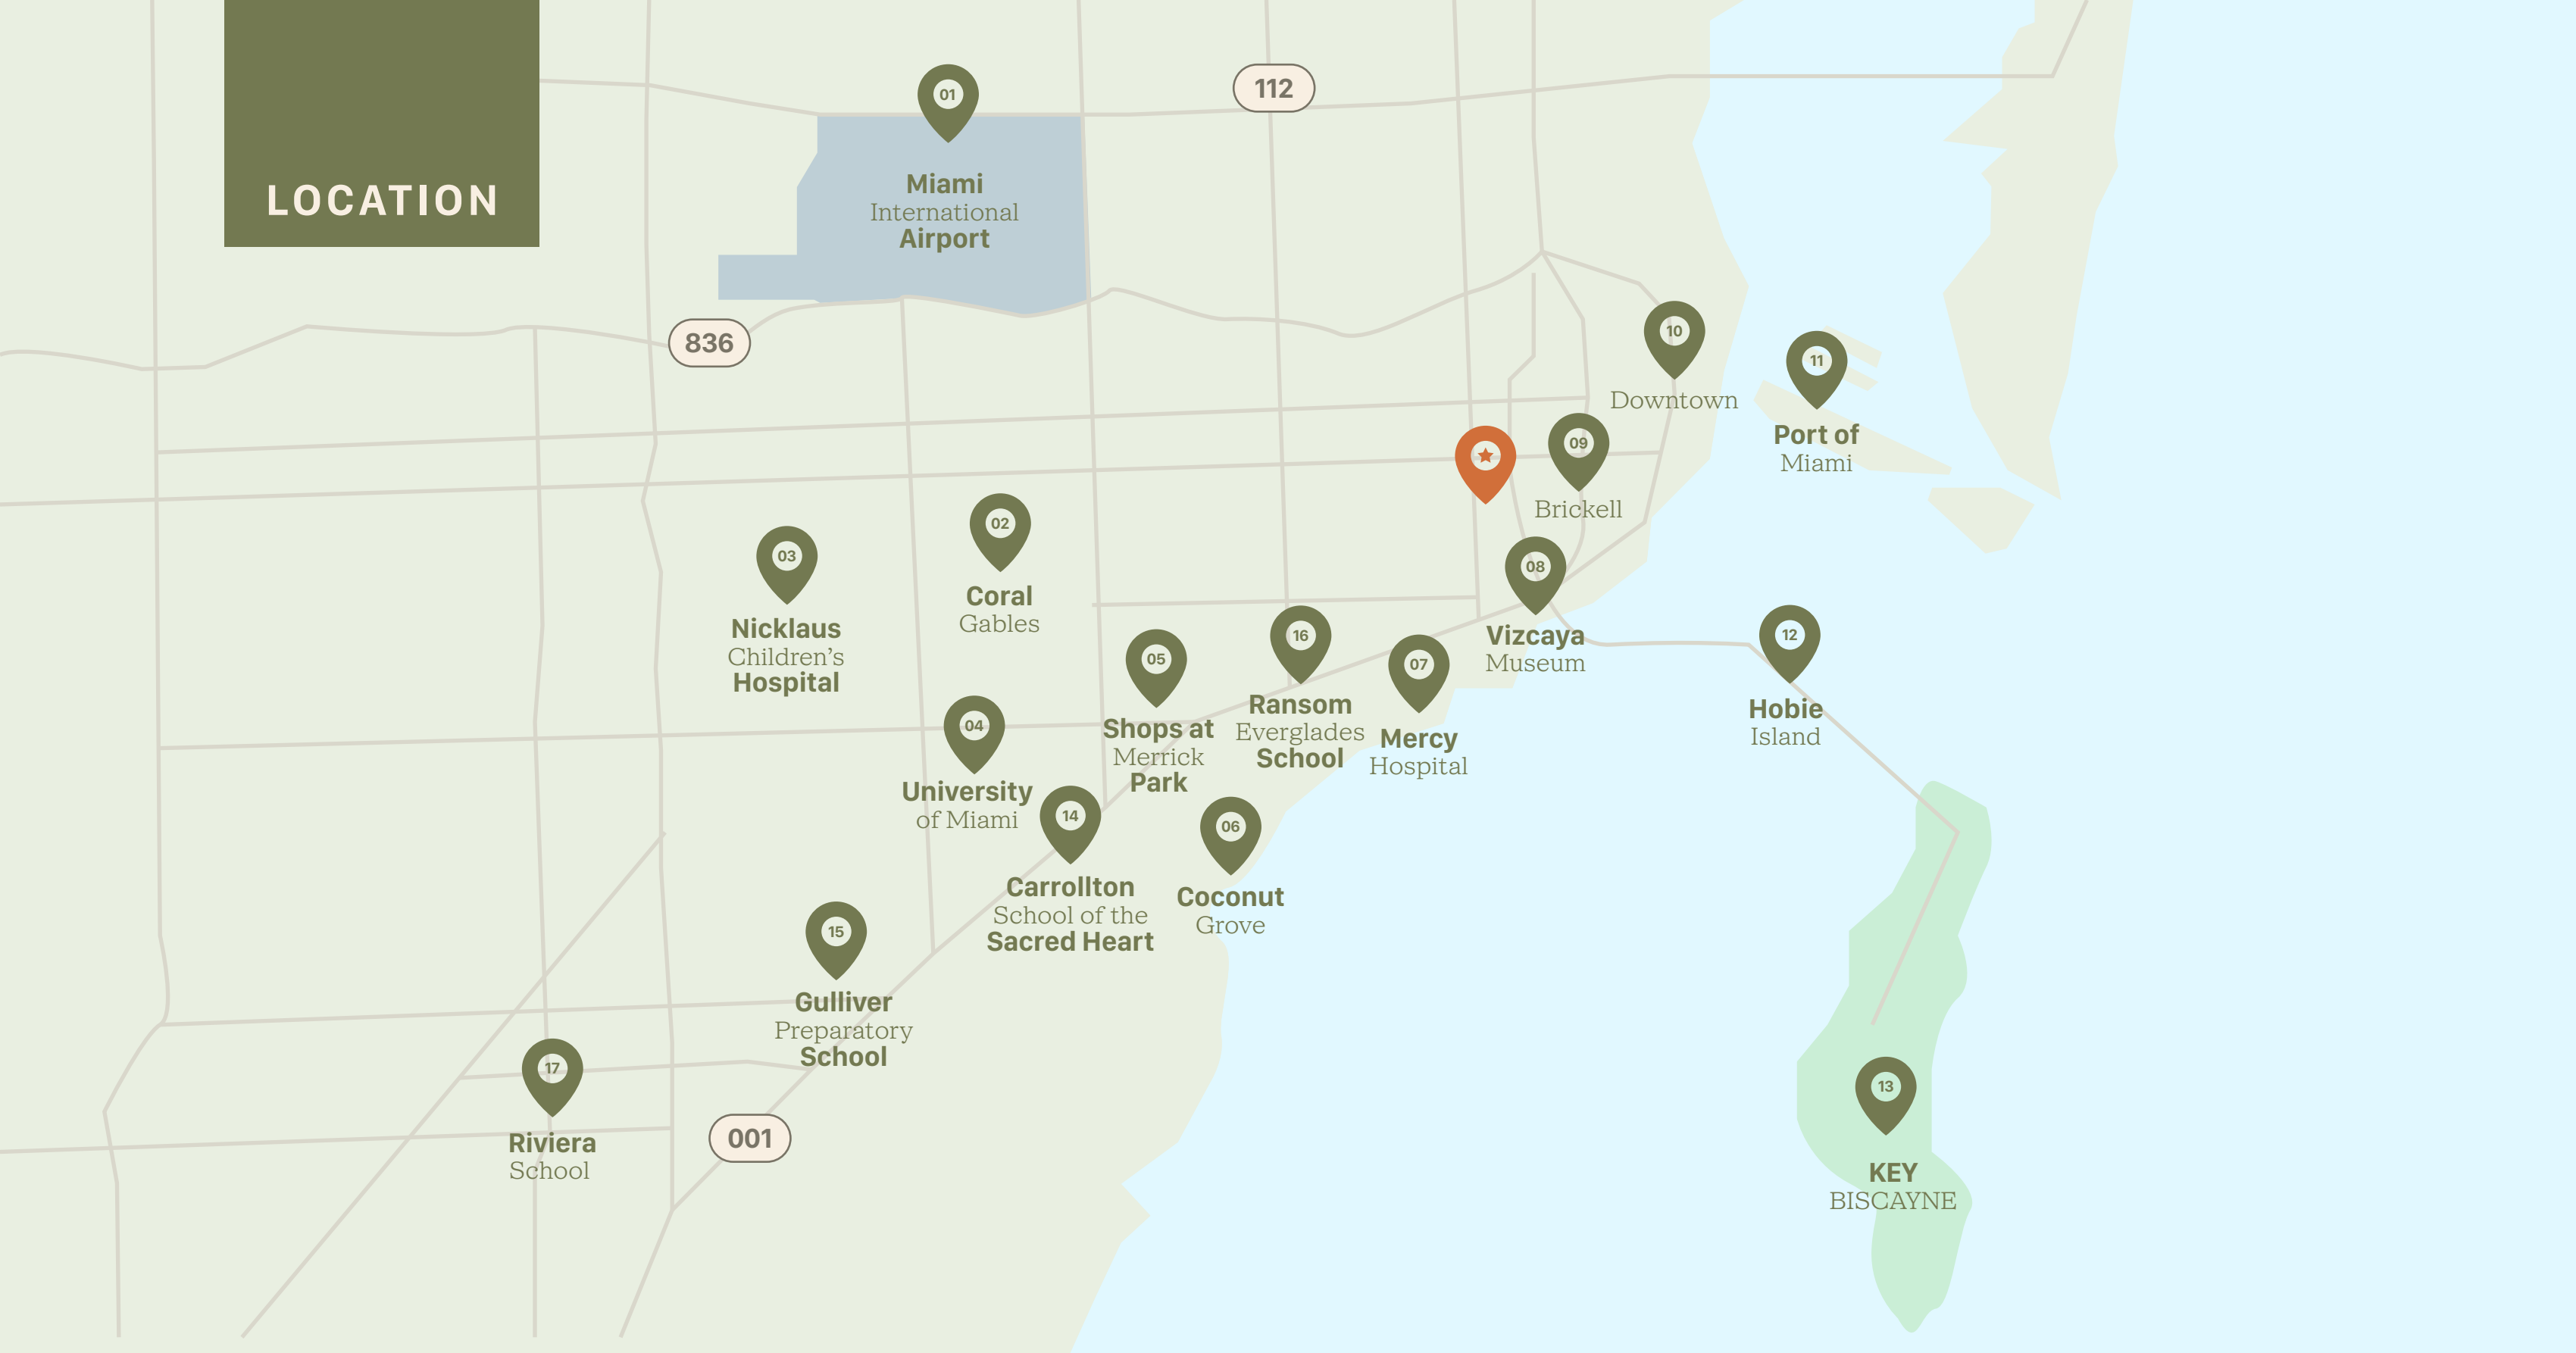 LOCATION
01
Miami
International
Airport
112
836
10
Downtown
11
Port of
Miami
09
Brickell
02
Coral
Gables
03
Nicklaus
Children’s
Hospital
08
Vizcaya
Museum
16
Ransom
Everglades
School
12
Hobie
Island
05
Shops at
Merrick
Park
07
Mercy
Hospital
04
University
of Miami
14
Carrollton
School of the
Sacred Heart
06
Coconut
Grove
15
Gulliver
Preparatory
School
17
Riviera
School
001
13
KEY
BISCAYNE